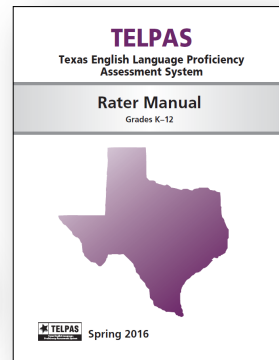 TELPAS
Texas English Language Proficiency
Assessment System
Rater Manual
Grades K–12
TELPAS
Spring 2016